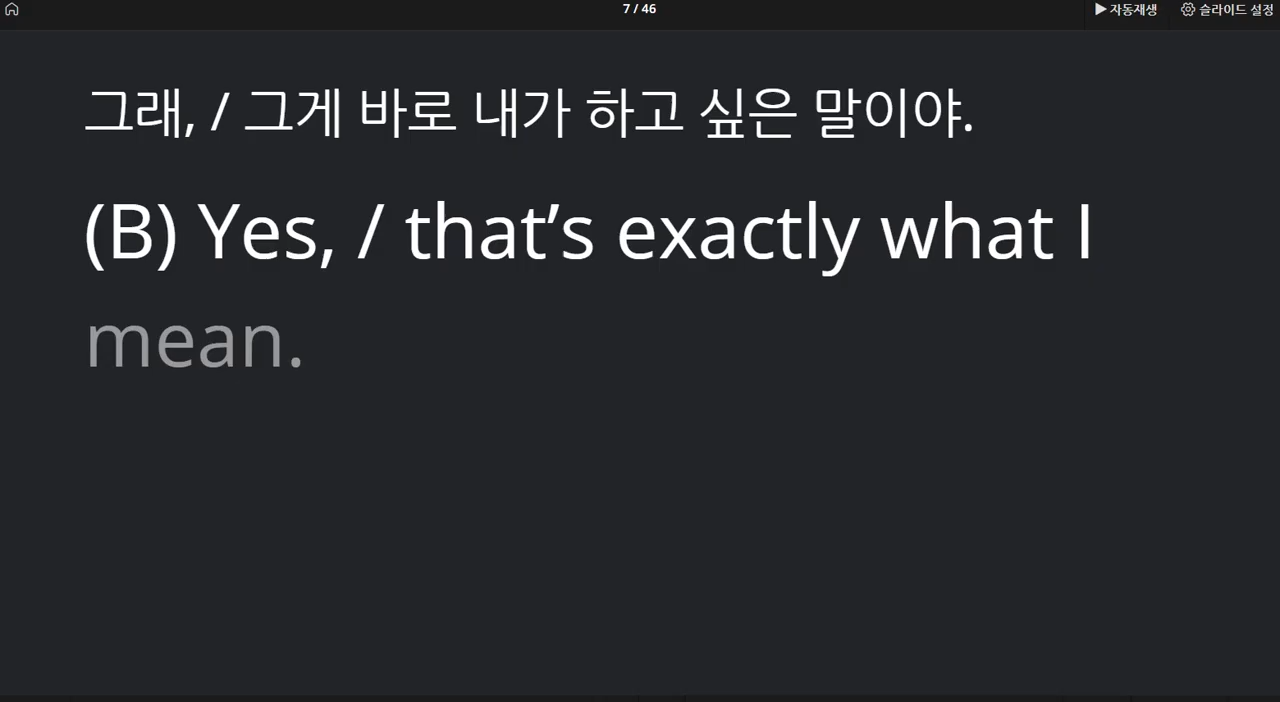 7 / 46
▶ 자동재생
슬라이드 설정
그래, / 그게 바로 내가 하고 싶은 말이야.
(B) Yes, / that’s exactly what I
mean.